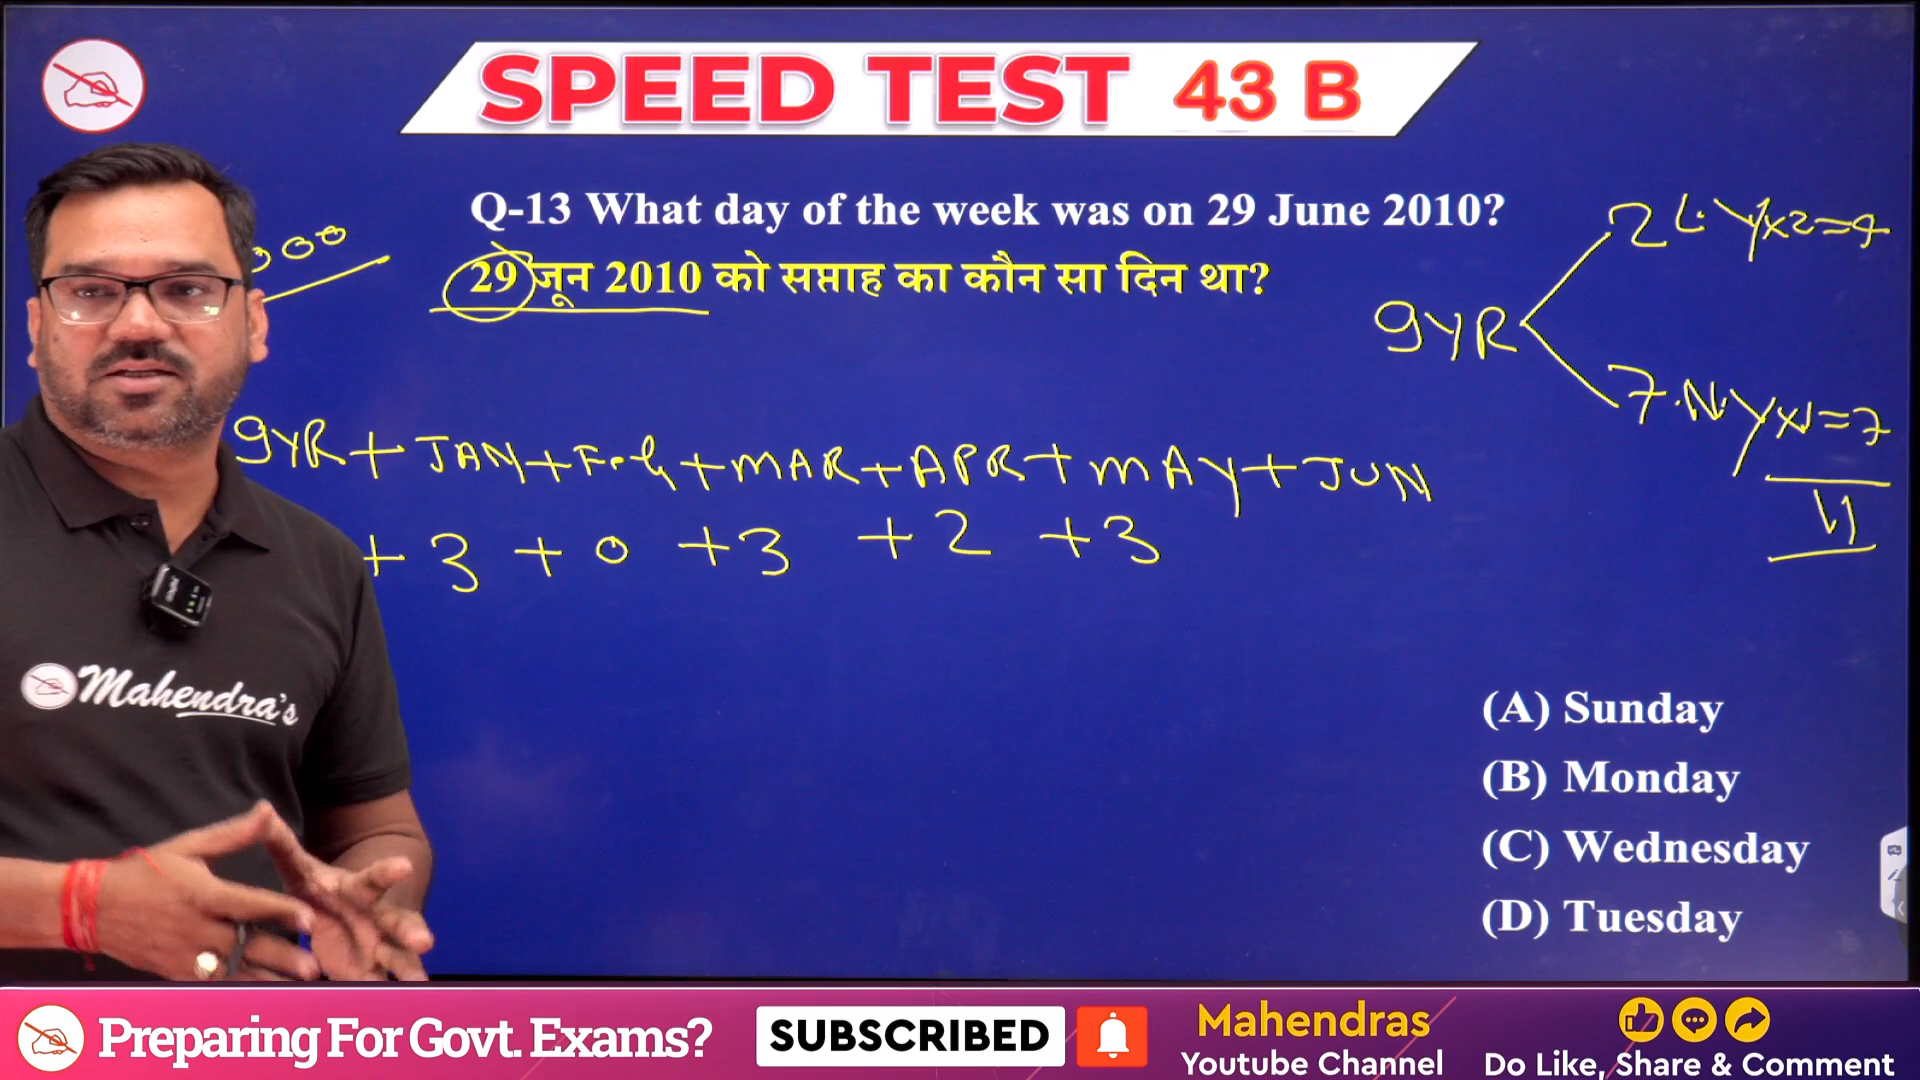 SPEED TEST 43 B
Q-13 What day of the week was on 29 June 2010?
29 जून 2010 को सप्ताह का कौन सा दिन था?
00
2 L.Y×2=4
9YR
7.N.Y×1=7
11
9YR + JAN + Feb + MAR + APR + MAY + JUN
+ 3 + 0 + 3 + 2 + 3
Mahendra's
(A) Sunday
(B) Monday
(C) Wednesday
(D) Tuesday
Preparing For Govt. Exams?
SUBSCRIBED
Mahendras
Youtube Channel
Do Like, Share & Comment